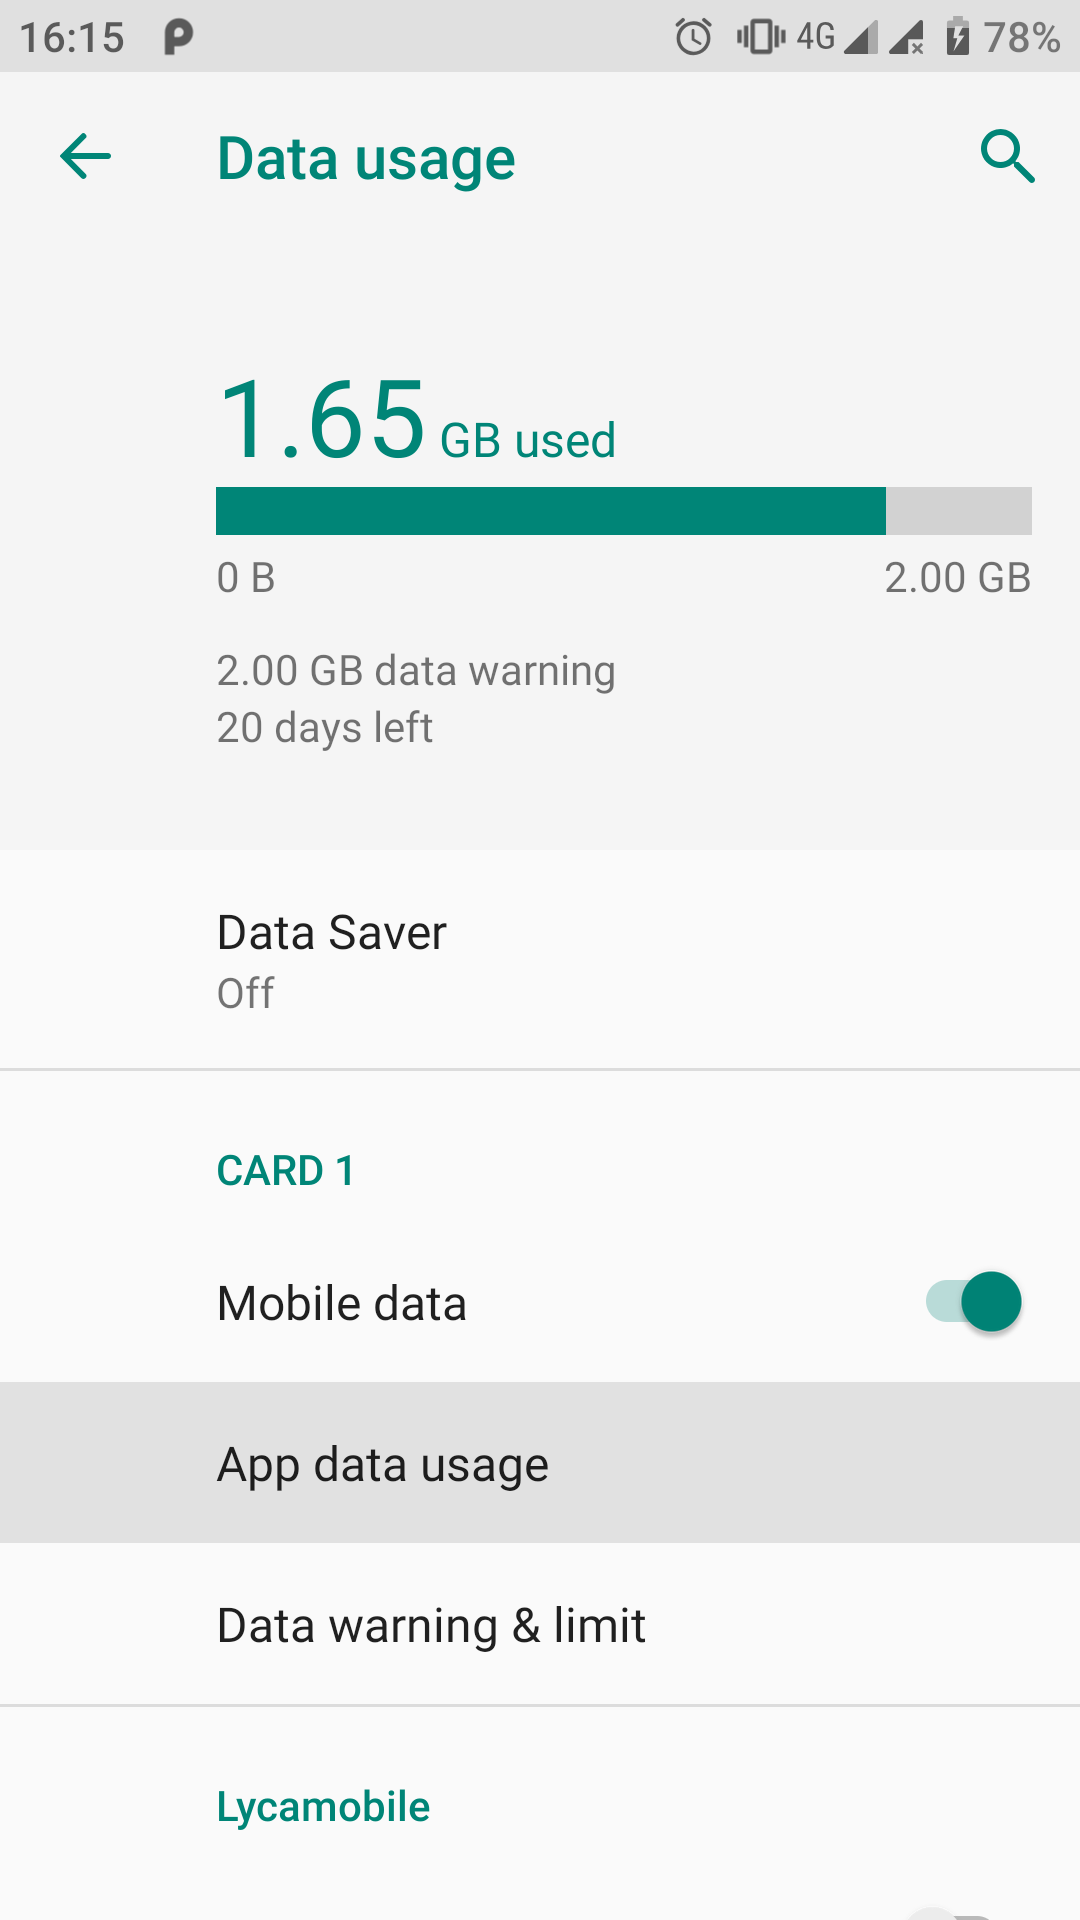 16:15 4G 78%
Data usage
1.65 GB used
0 B 2.00 GB
2.00 GB data warning
20 days left
Data Saver
Off
CARD 1
Mobile data
App data usage
Data warning & limit
Lycamobile